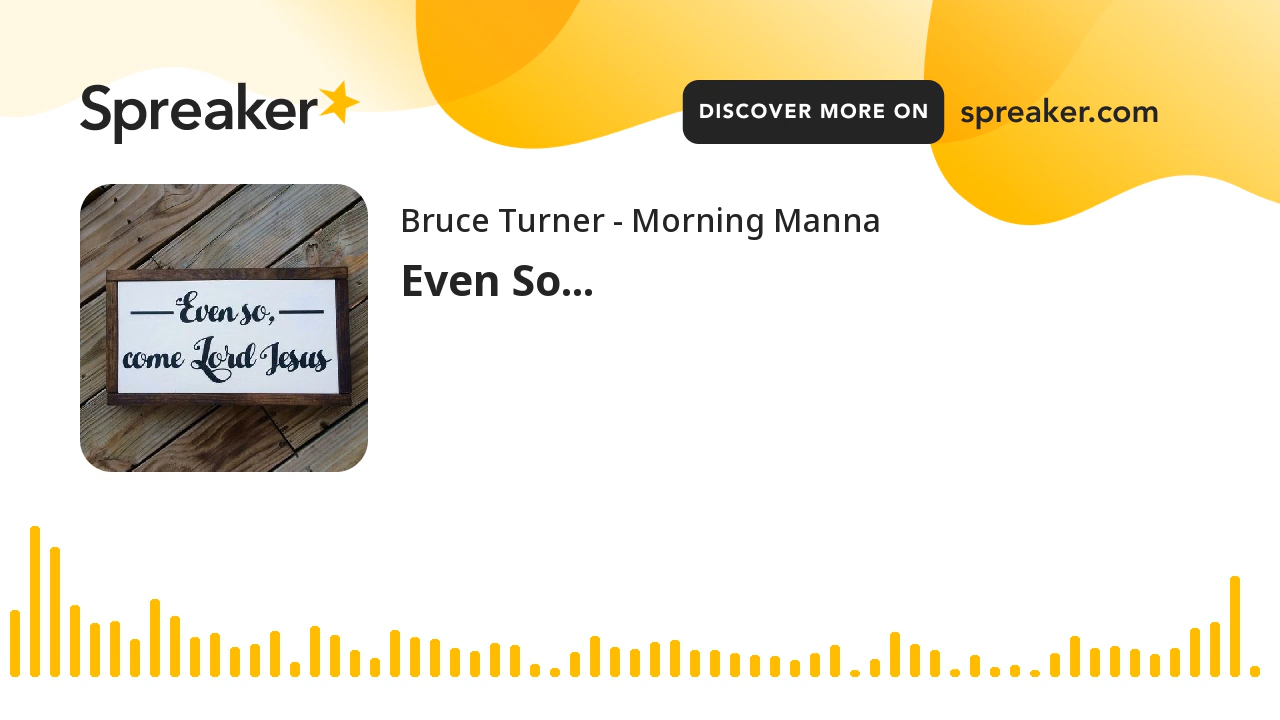 Spreaker
DISCOVER MORE ON
spreaker.com
Bruce Turner - Morning Manna
Even So...
Even so,
come Lord Jesus